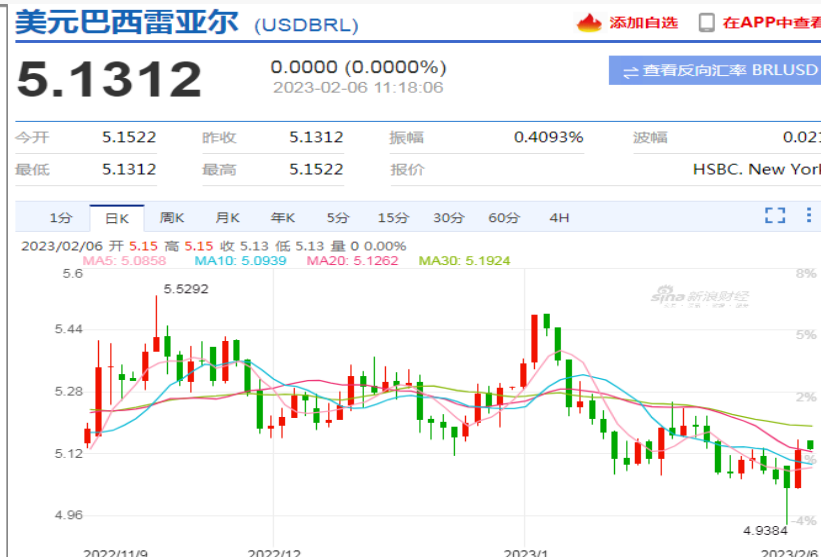 美元巴西雷亚尔 (USDBRL) 添加自选 在APP中查看
5.1312 0.0000 (0.0000%) 查看反向汇率 BRLUSD
2023-02-06 11:18:06
今开 5.1522 昨收 5.1312 振幅 0.4093% 波幅 0.02
最低 5.1312 最高 5.1522 报价 HSBC. New York
1分 日K 周K 月K 年K 5分 15分 30分 60分 4H
2023/02/06 开 5.15 高 5.15 收 5.13 低 5.13 量 0 0.00%
MA5: 5.0858 MA10: 5.0939 MA20: 5.1262 MA30: 5.1924
5.6 8%
5.5292
sina 新浪财经
5.44 5%
5.28 2%
5.12
4.96 -4%
4.9384
2022/11/9 2022/12 2023/1 2023/2/6